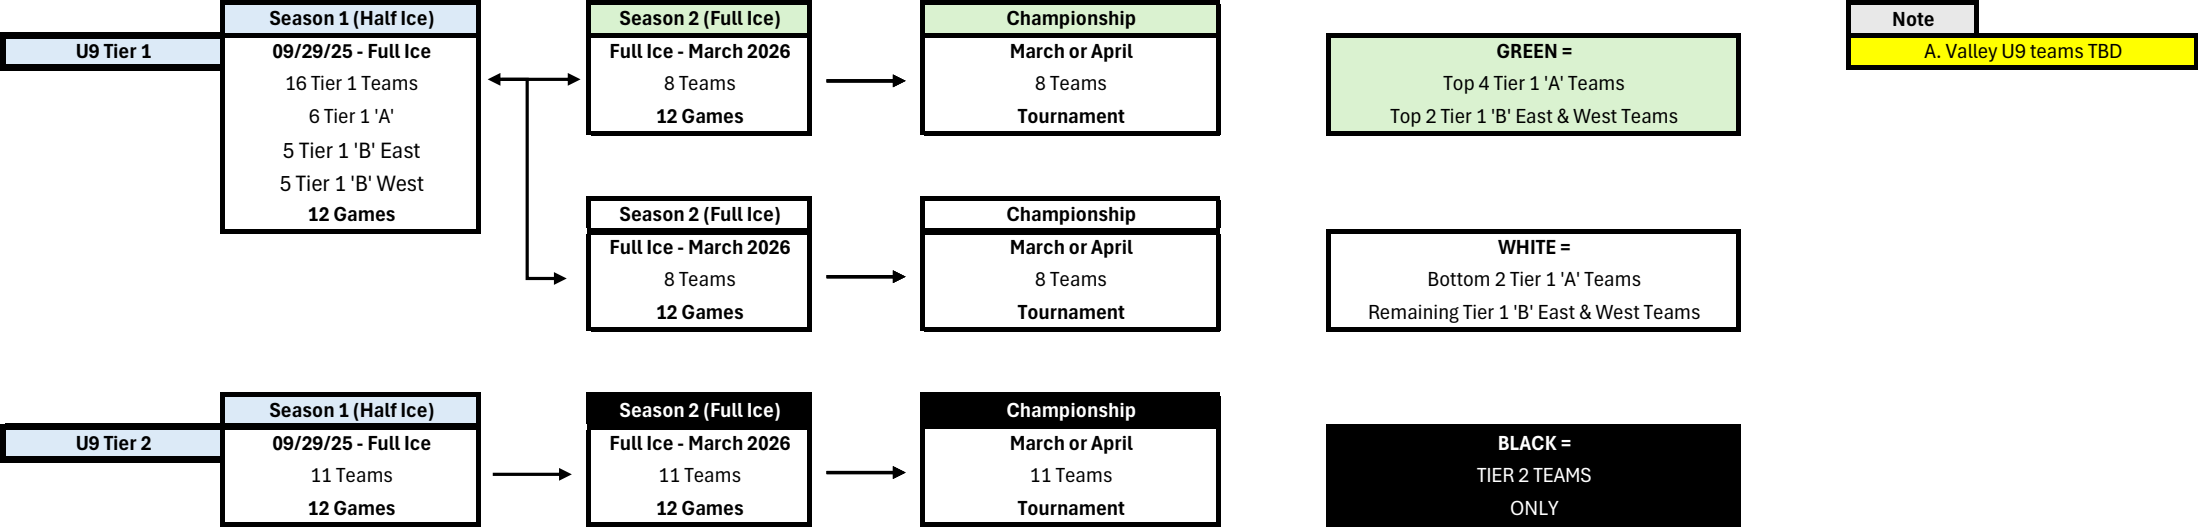 U9 Tier 1
Season 1 (Half Ice)
09/29/25 - Full Ice
16 Tier 1 Teams
6 Tier 1 'A'
5 Tier 1 'B' East
5 Tier 1 'B' West
12 Games
Season 2 (Full Ice)
Full Ice - March 2026
8 Teams
12 Games
Championship
March or April
8 Teams
Tournament
GREEN =
Top 4 Tier 1 'A' Teams
Top 2 Tier 1 'B' East & West Teams
Note
A. Valley U9 teams TBD
Season 2 (Full Ice)
Full Ice - March 2026
8 Teams
12 Games
Championship
March or April
8 Teams
Tournament
WHITE =
Bottom 2 Tier 1 'A' Teams
Remaining Tier 1 'B' East & West Teams
U9 Tier 2
Season 1 (Half Ice)
09/29/25 - Full Ice
11 Teams
12 Games
Season 2 (Full Ice)
Full Ice - March 2026
11 Teams
12 Games
Championship
March or April
11 Teams
Tournament
BLACK =
TIER 2 TEAMS
ONLY